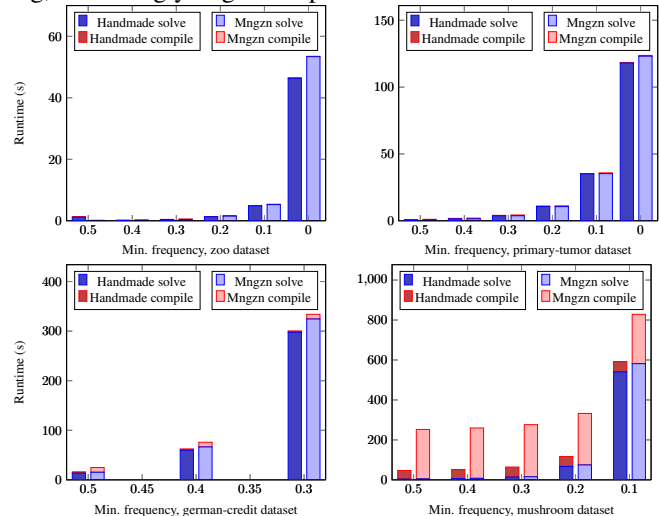 60
40
20
0
Runtime (s)
Handmade solve
Mngzn solve
Handmade compile
Mngzn compile
0.5 0.4 0.3 0.2 0.1 0
Min. frequency, zoo dataset
150
100
50
0
Handmade solve
Mngzn solve
Handmade compile
Mngzn compile
0.5 0.4 0.3 0.2 0.1 0
Min. frequency, primary-tumor dataset
400
300
200
100
0
Runtime (s)
Handmade solve
Mngzn solve
Handmade compile
Mngzn compile
0.5 0.45 0.4 0.35 0.3
Min. frequency, german-credit dataset
1,000
800
600
400
200
0
Handmade solve
Mngzn solve
Handmade compile
Mngzn compile
0.5 0.4 0.3 0.2 0.1
Min. frequency, mushroom dataset